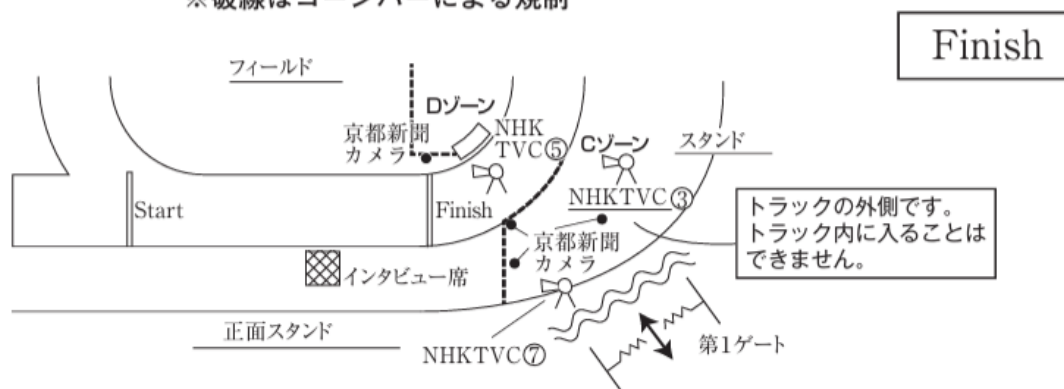 ※破線はコーンバーによる規制
Finish
フィールド
Dゾーン
京都新聞
カメラ
NHK
TVC⑤
Cゾーン
スタンド
NHKTVC③
Start
Finish
京都新聞
カメラ
トラックの外側です。
トラック内に入ることは
できません。
インタビュー席
正面スタンド
NHKTVC⑦
第1ゲート